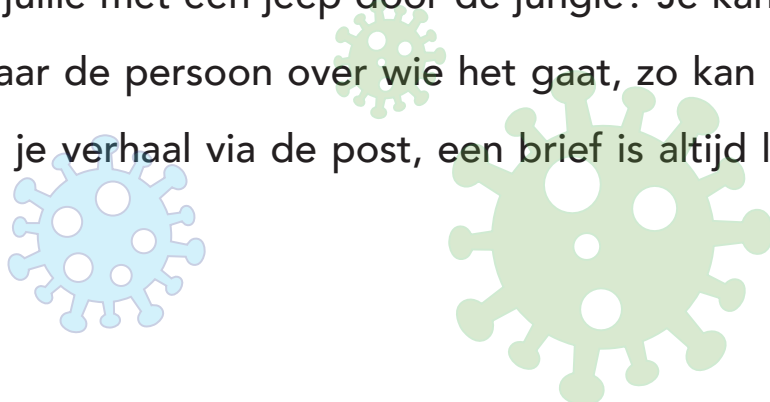 jullie met een jeep door de jungle? Je kan
aar de persoon over wie het gaat, zo kan
je verhaal via de post, een brief is altijd l